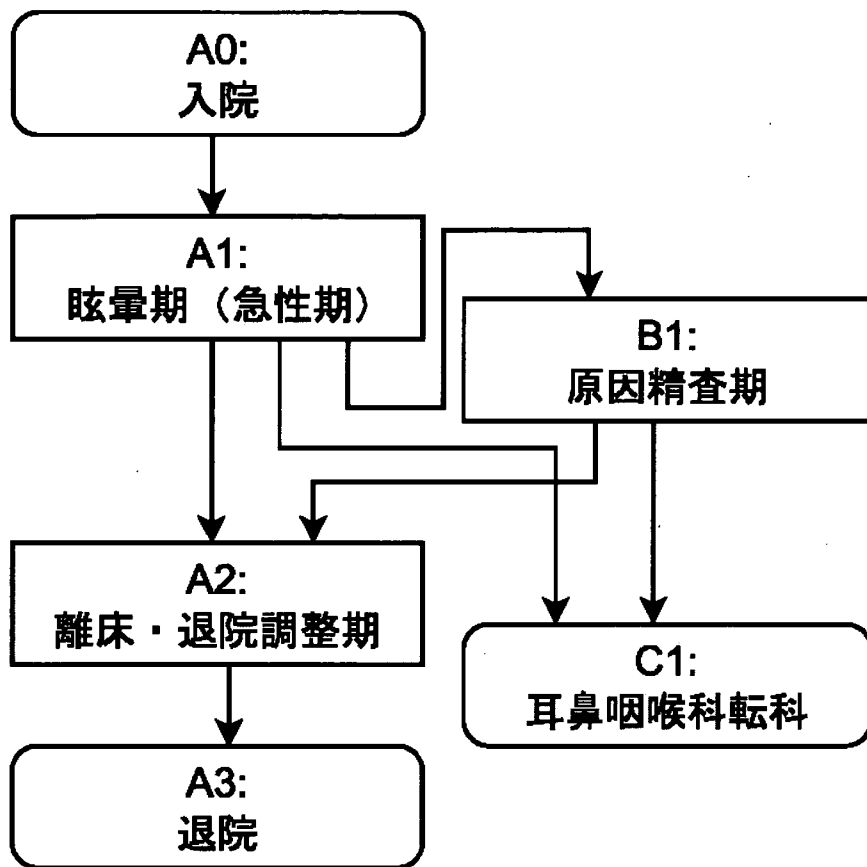 A0:
入院
A1:
眩暈期（急性期）
B1:
原因精査期
A2:
離床・退院調整期
C1:
耳鼻咽喉科転科
A3:
退院